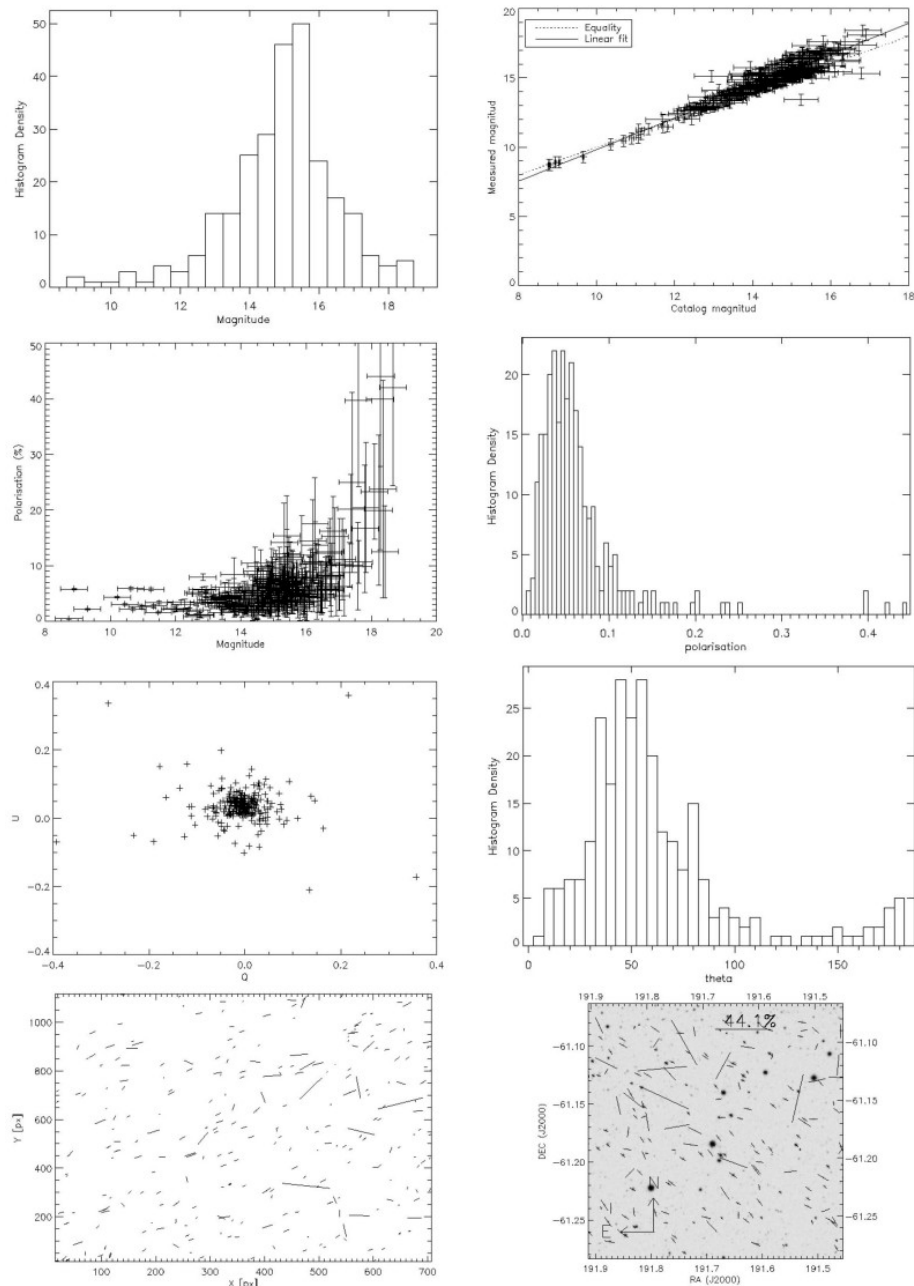 50
40
30
20
10
0
Histogram Density
10 12 14 16 18
Magnitude
Equality
Linear fit
20
15
10
5
0
Measured magnitud
8 10 12 14 16 18
Catalog magnitud
50
40
30
20
10
0
Polarisation (%)
8 10 12 14 16 18 20
Magnitude
20
15
10
5
0
Histogram Density
0.0 0.1 0.2 0.3 0.4
polarisation
0.4
0.2
0.0
−0.2
−0.4
U
−0.4 −0.2 0.0 0.2 0.4
Q
25
20
15
10
5
0
Histogram Density
0 50 100 150
theta
1000
800
600
400
200
Y [px]
100 200 300 400 500 600 700
X [px]
191.9 191.8 191.7 191.6 191.5
44.1%
−61.10 −61.10
−61.15 −61.15
−61.20 −61.20
−61.25 −61.25
DEC (J2000)
N
E
191.9 191.8 191.7 191.6 191.5
RA (J2000)